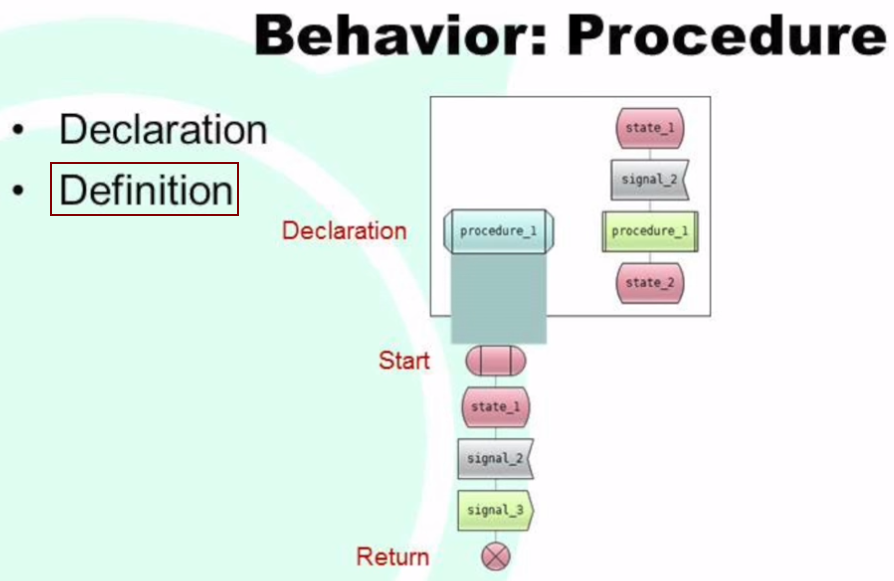 Behavior: Procedure
• Declaration
• Definition
state_1
signal_2
Declaration
procedure_1
procedure_1
state_2
Start
state_1
signal_2
signal_3
Return